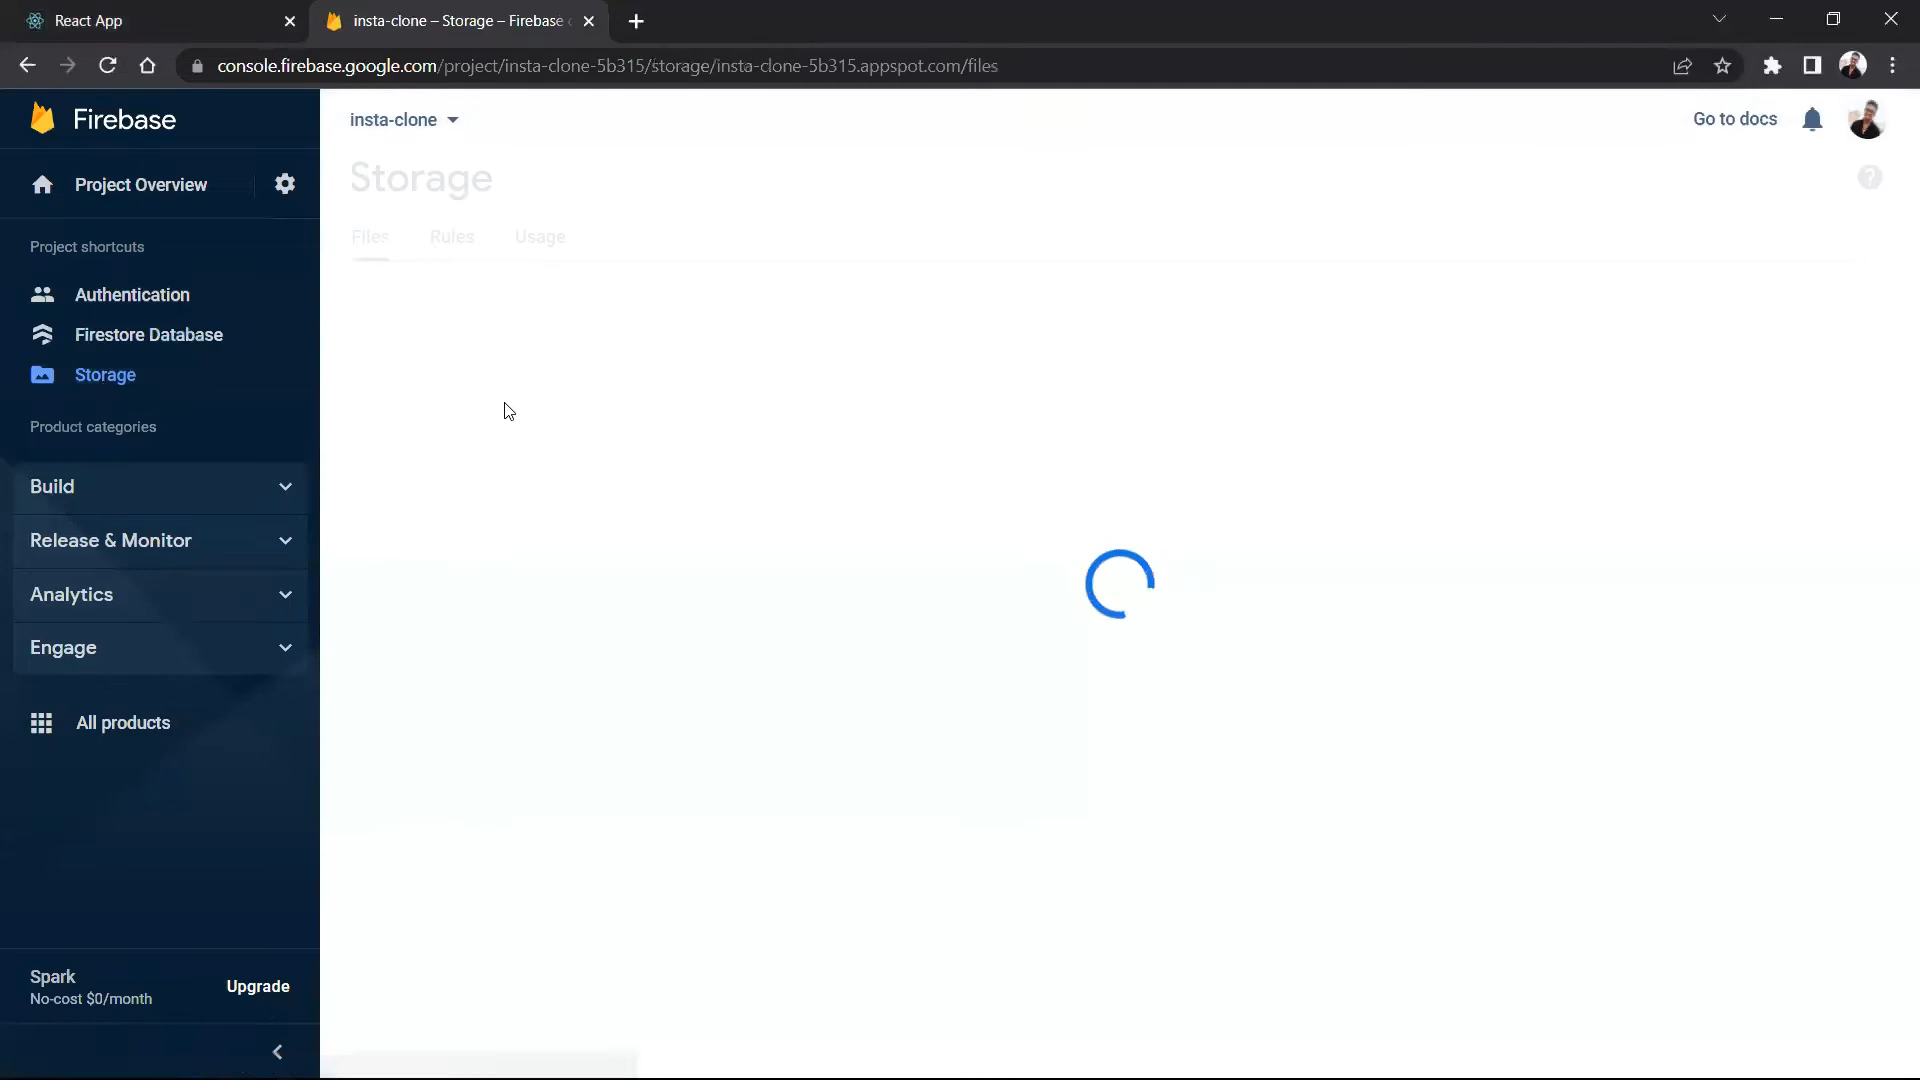 React App
insta-clone – Storage – Firebase
console.firebase.google.com/project/insta-clone-5b315/storage/insta-clone-5b315.appspot.com/files
Firebase
insta-clone
Go to docs
Storage
Project Overview
Files Rules Usage
Project shortcuts
Authentication
Firestore Database
Storage
Product categories
Build
Release & Monitor
Analytics
Engage
All products
Spark
No-cost $0/month
Upgrade